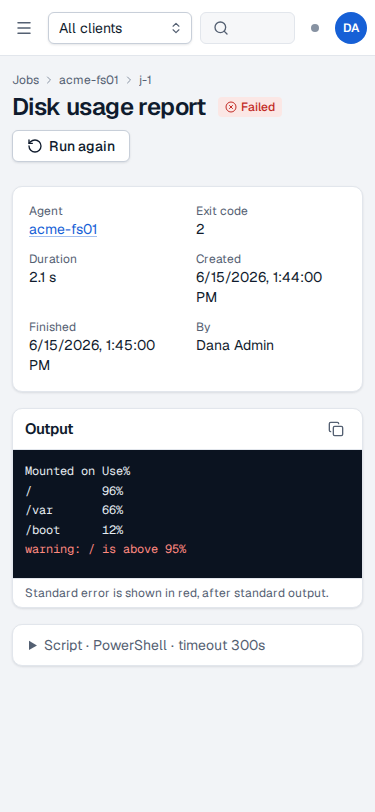 All clients
DA
Jobs > acme-fs01 > j-1
Disk usage report
Failed
Run again
Agent
acme-fs01
Exit code
2
Duration
2.1 s
Created
6/15/2026, 1:44:00
PM
Finished
6/15/2026, 1:45:00
PM
By
Dana Admin
Output
Mounted on Use%
/ 96%
/var 66%
/boot 12%
warning: / is above 95%
Standard error is shown in red, after standard output.
Script · PowerShell · timeout 300s